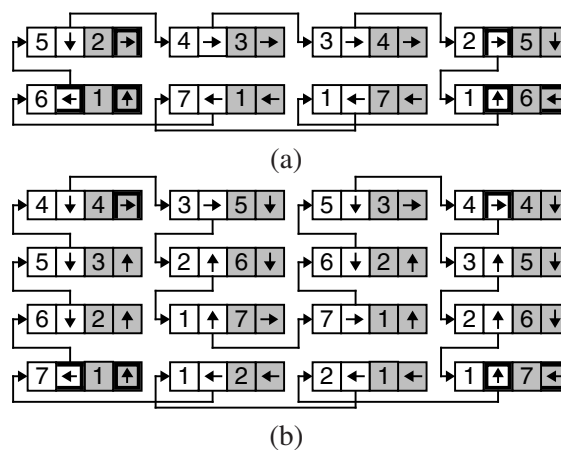 5 ↓ 2 → 4 → 3 → 3 → 4 → 2 → 5 ↓
6 ← 1 ↑ 7 ← 1 ← 1 ← 7 ← 1 ↑ 6 ←
(a)
4 ↓ 4 → 3 → 5 ↓ 5 ↓ 3 → 4 → 4 ↓
5 ↓ 3 ↑ 2 ↑ 6 ↓ 6 ↓ 2 ↑ 3 ↑ 5 ↓
6 ↓ 2 ↑ 1 ↑ 7 → 7 → 1 ↑ 2 ↑ 6 ↓
7 ← 1 ↑ 1 ← 2 ← 2 ← 1 ← 1 ↑ 7 ←
(b)